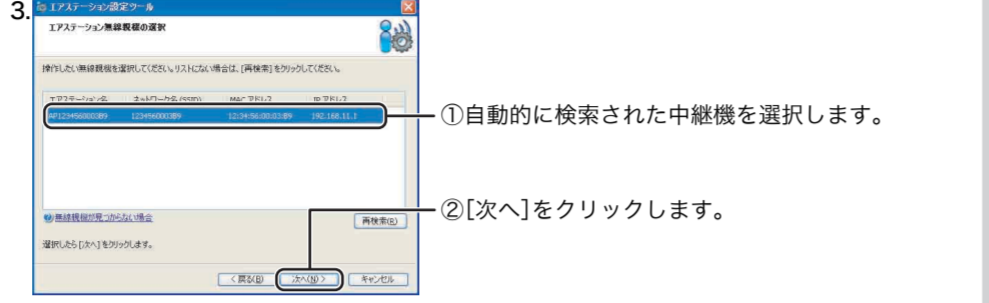 3.
エアステーション設定ツール
エアステーション無線親機の選択
操作したい無線親機を選択してください。リストにない場合は、[再検索]をクリックしてください。
エアステーション名 ネットワーク名(SSID) MACアドレス IPアドレス
AP1234560003B9 1234560003B9 12:34:56:00:03:B9 192.168.11.1
①自動的に検索された中継機を選択します。
無線親機が見つからない場合
再検索(R)
②[次へ]をクリックします。
選択したら[次へ]をクリックします。
<戻る(B) 次へ(N)> キャンセル